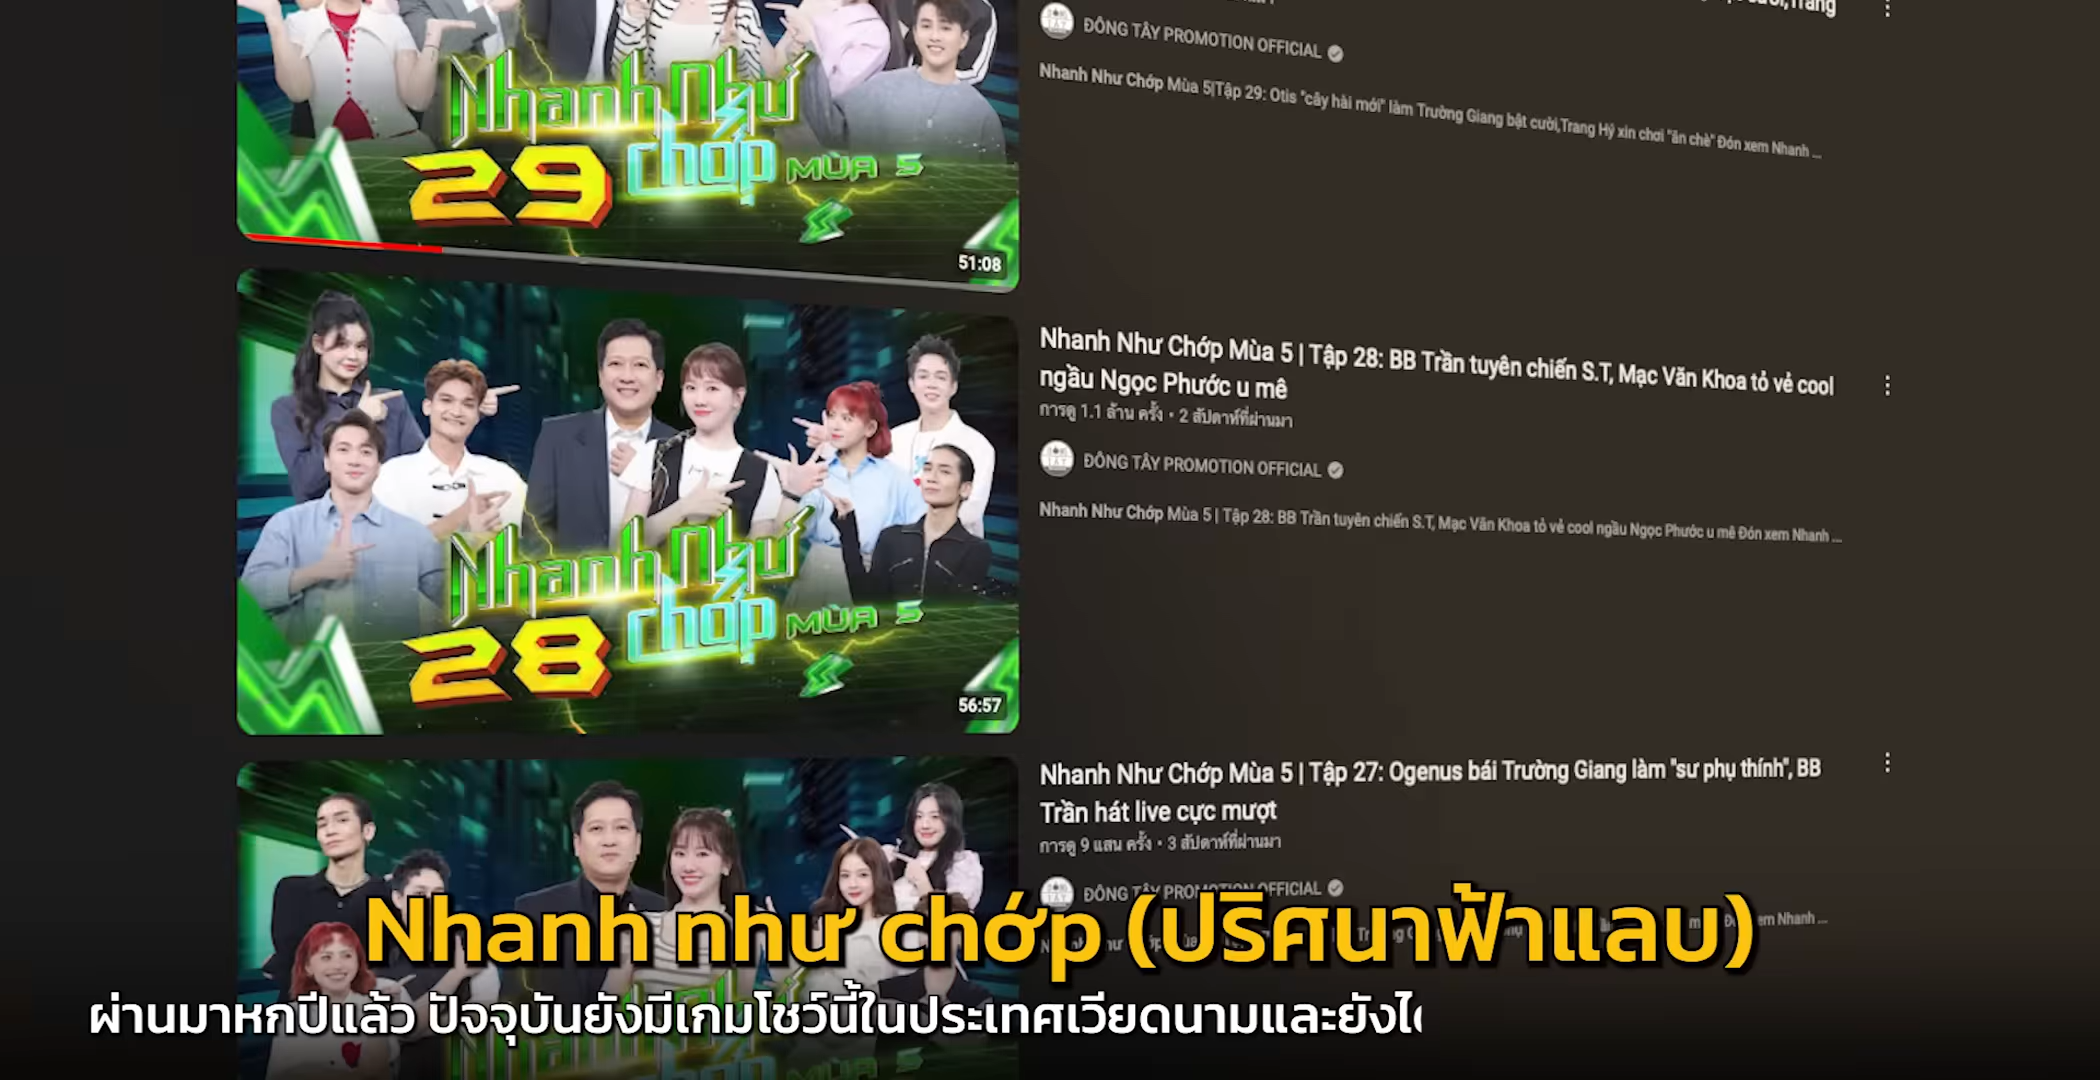 ĐÔNG TÂY PROMOTION OFFICIAL
Nhanh Như Chớp Mùa 5|Tập 29: Otis "cây hài mới" làm Trường Giang bật cười,Trang Hý xin chơi "ăn chè" Đón xem Nhanh ...
Nhanh Như
chớp MÙA 5
29
51:08
Nhanh Như Chớp Mùa 5 | Tập 28: BB Trần tuyên chiến S.T, Mạc Văn Khoa tỏ vẻ cool
ngầu Ngọc Phước u mê
การดู 1.1 ล้าน ครั้ง • 2 สัปดาห์ที่ผ่านมา
ĐÔNG TÂY PROMOTION OFFICIAL
Nhanh Như Chớp Mùa 5 | Tập 28: BB Trần tuyên chiến S.T, Mạc Văn Khoa tỏ vẻ cool ngầu Ngọc Phước u mê Đón xem Nhanh ...
Nhanh Như
chớp MÙA 5
28
56:57
Nhanh Như Chớp Mùa 5 | Tập 27: Ogenus bái Trường Giang làm "sư phụ thính", BB
Trần hát live cực mượt
การดู 9 แสน ครั้ง • 3 สัปดาห์ที่ผ่านมา
ĐÔNG TÂY PROMOTION OFFICIAL
Nhanh như chớp (ปริศนาฟ้าแลบ)
ผ่านมาหกปีแล้ว ปัจจุบันยังมีเกมโชว์นี้ในประเทศเวียดนามและยังไ